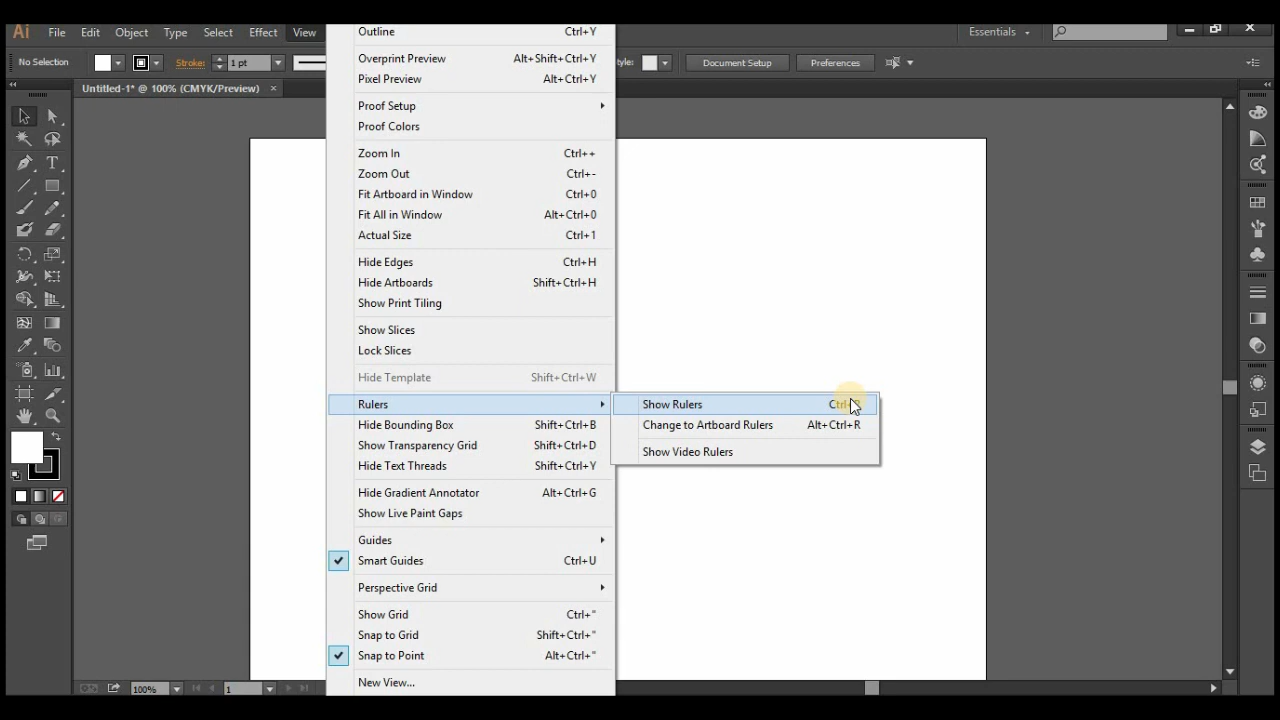 Ai File Edit Object Type Select Effect View Essentials
No Selection Stroke: 1 pt Style: Document Setup Preferences
Untitled-1* @ 100% (CMYK/Preview) ×
Outline Ctrl+Y
Overprint Preview Alt+Shift+Ctrl+Y
Pixel Preview Alt+Ctrl+Y
Proof Setup
Proof Colors
Zoom In Ctrl++
Zoom Out Ctrl+-
Fit Artboard in Window Ctrl+0
Fit All in Window Alt+Ctrl+0
Actual Size Ctrl+1
Hide Edges Ctrl+H
Hide Artboards Shift+Ctrl+H
Show Print Tiling
Show Slices
Lock Slices
Hide Template Shift+Ctrl+W
Rulers
Show Rulers
Change to Artboard Rulers Alt+Ctrl+R
Show Video Rulers
Hide Bounding Box Shift+Ctrl+B
Show Transparency Grid Shift+Ctrl+D
Hide Text Threads Shift+Ctrl+Y
Hide Gradient Annotator Alt+Ctrl+G
Show Live Paint Gaps
Guides
Smart Guides Ctrl+U
Perspective Grid
Show Grid Ctrl+"
Snap to Grid Shift+Ctrl+"
Snap to Point Alt+Ctrl+"
New View...
100% 1